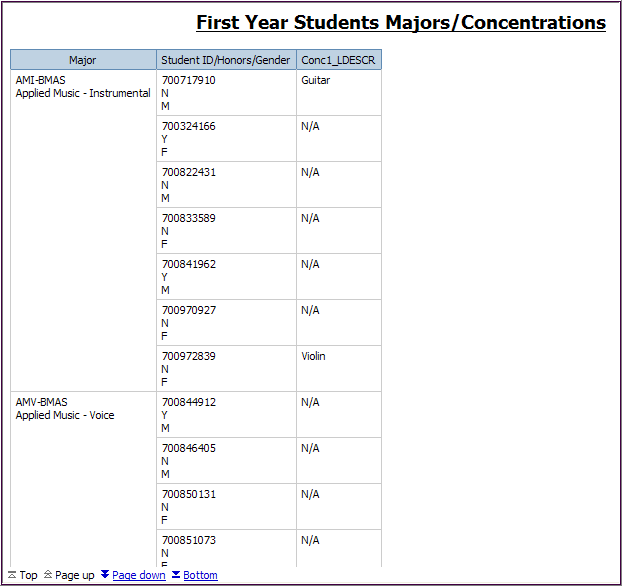 First Year Students Majors/Concentrations
Major Student ID/Honors/Gender Conc1_LDESCR
AMI-BMAS 700717910 Guitar
Applied Music - Instrumental N
M
700324166 N/A
Y
F
700822431 N/A
N
M
700833589 N/A
N
F
700841962 N/A
Y
M
700970927 N/A
N
F
700972839 Violin
N
F
AMV-BMAS 700844912 N/A
Applied Music - Voice Y
M
700846405 N/A
N
M
700850131 N/A
N
F
700851073 N/A
N
F
Top Page up Page down Bottom